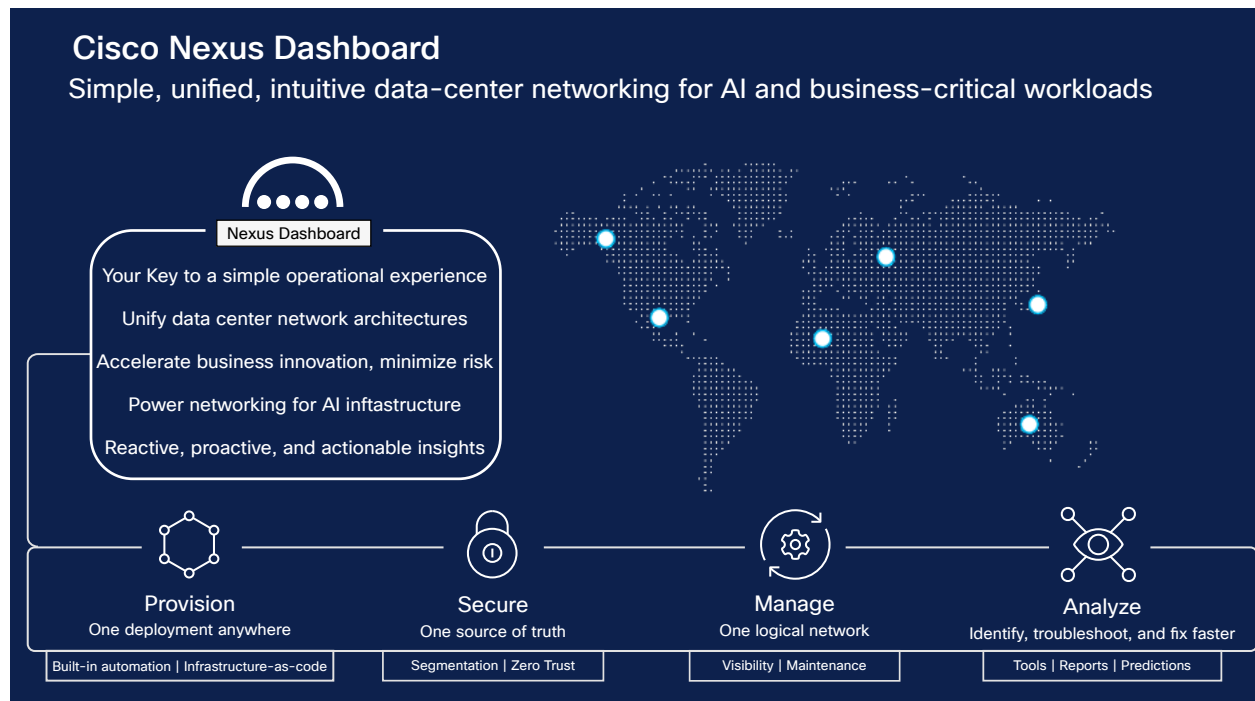 Cisco Nexus Dashboard
Simple, unified, intuitive data-center networking for AI and business-critical workloads
Nexus Dashboard
Your Key to a simple operational experience
Unify data center network architectures
Accelerate business innovation, minimize risk
Power networking for AI inftastructure
Reactive, proactive, and actionable insights
Provision
One deployment anywhere
Built-in automation | Infrastructure-as-code
Secure
One source of truth
Segmentation | Zero Trust
Manage
One logical network
Visibility | Maintenance
Analyze
Identify, troubleshoot, and fix faster
Tools | Reports | Predictions